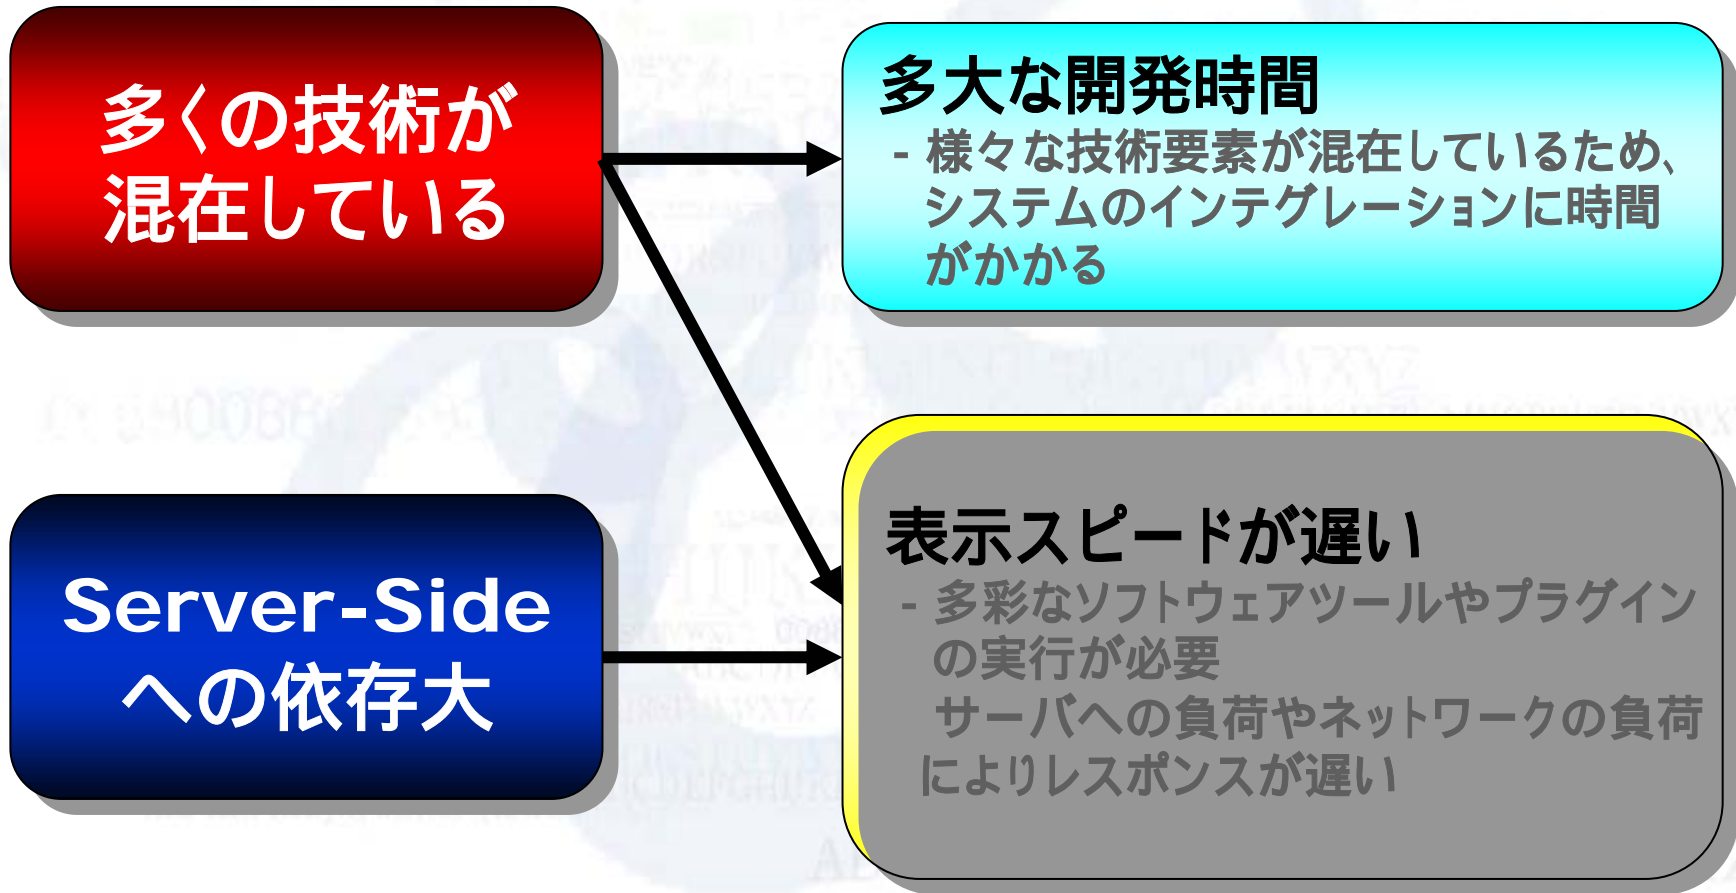 多くの技術が
混在している
多大な開発時間
- 様々な技術要素が混在しているため、
システムのインテグレーションに時間
がかかる
Server-Side
への依存大
表示スピードが遅い
- 多彩なソフトウェアツールやプラグイン
の実行が必要
サーバへの負荷やネットワークの負荷
によりレスポンスが遅い